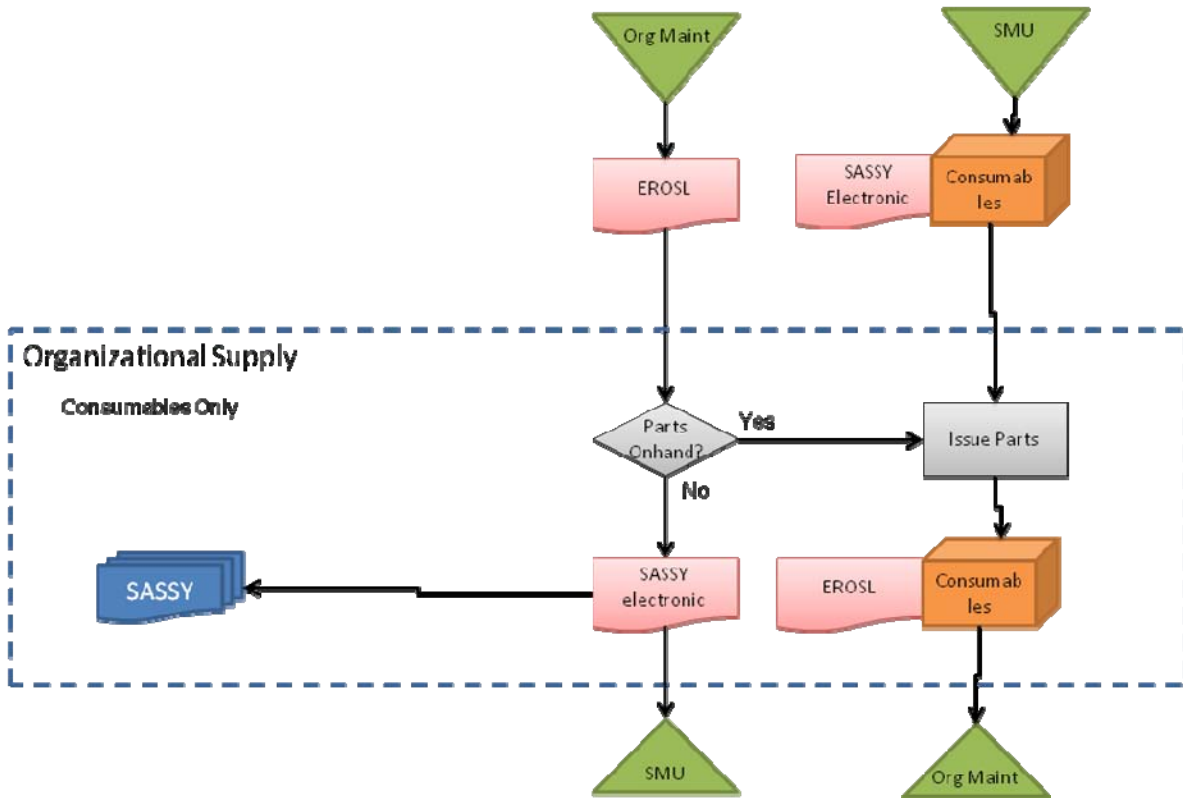 Org Maint
SMU
EROSL
SASSY
Electronic
Consumab
les
Organizational Supply
Consumables Only
Parts
Onhand?
Yes
Issue Parts
No
SASSY
SASSY
electronic
EROSL
Consumab
les
SMU
Org Maint